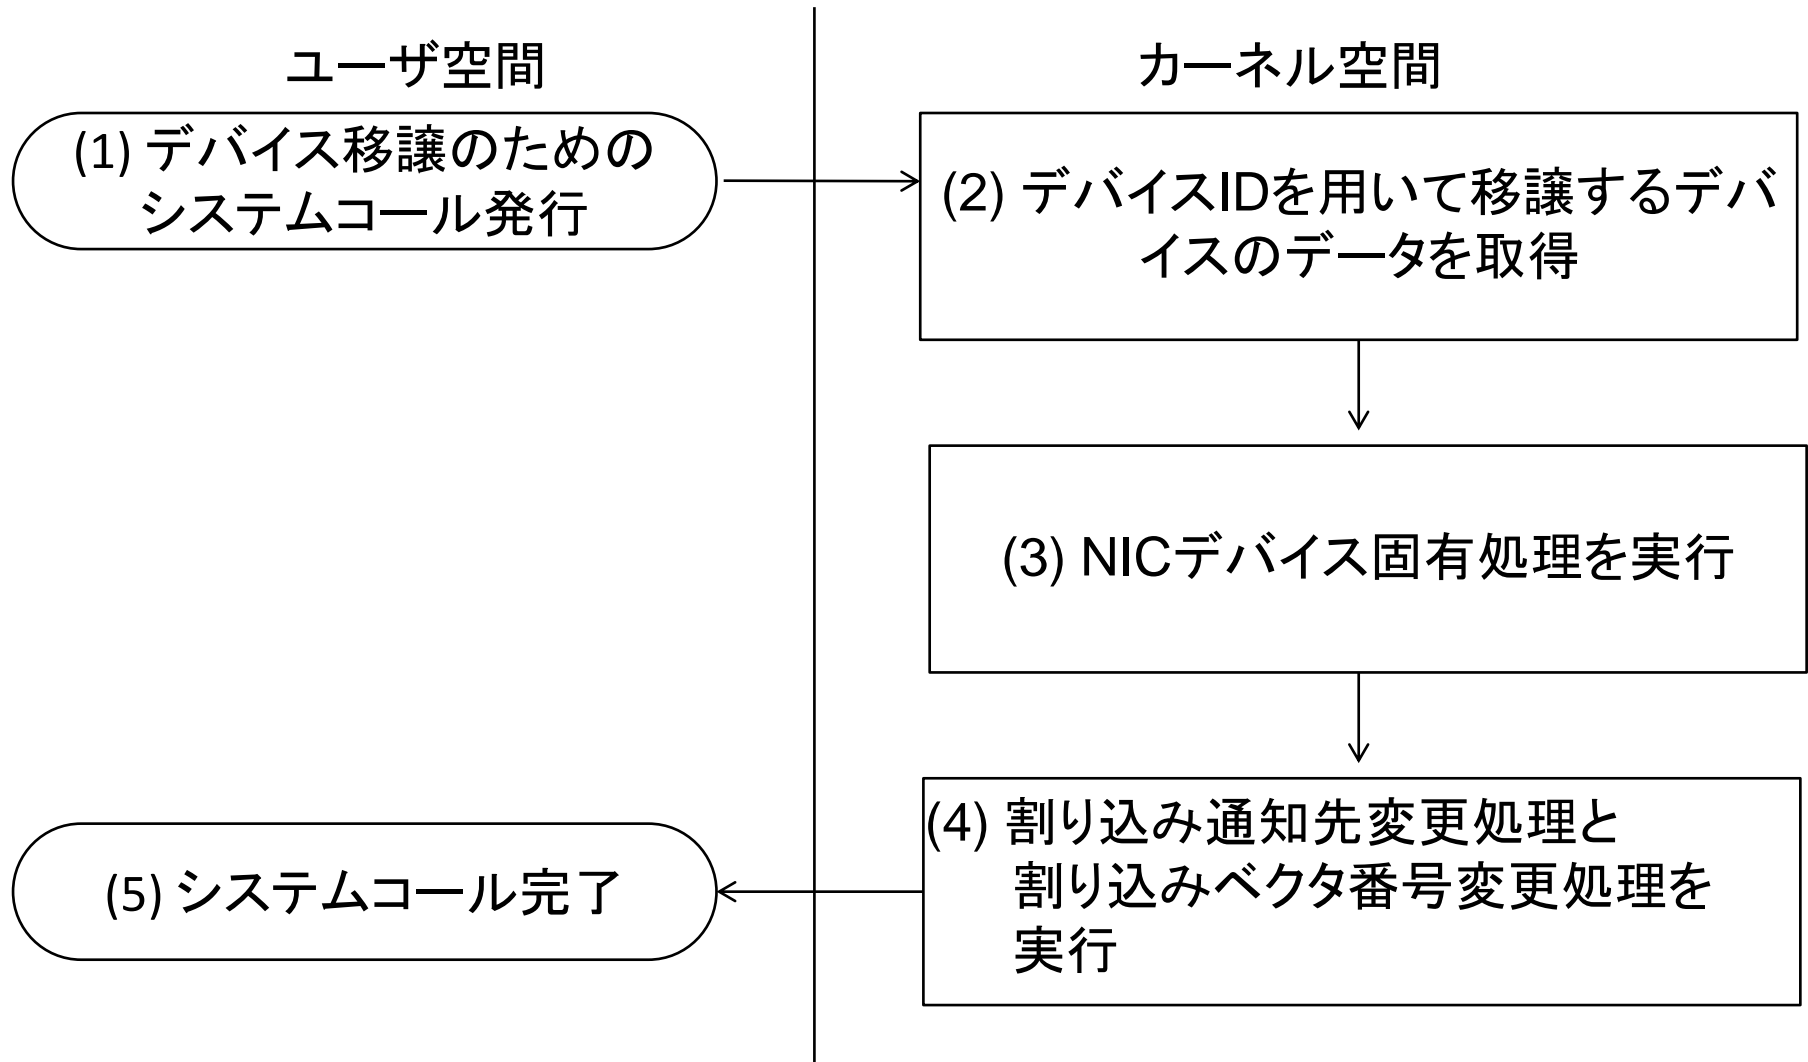 ユーザ空間
カーネル空間
(1) デバイス移譲のための
システムコール発行
(2) デバイスIDを用いて移譲するデバ
イスのデータを取得
(3) NICデバイス固有処理を実行
(4) 割り込み通知先変更処理と
割り込みベクタ番号変更処理を
実行
(5) システムコール完了